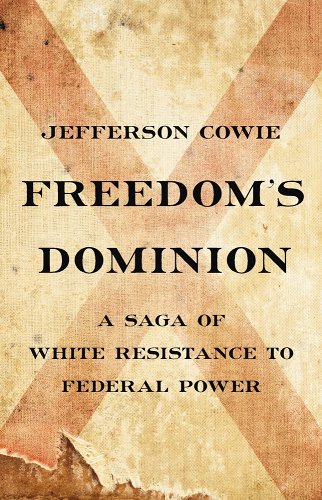 JEFFERSON COWIE
FREEDOM'S
DOMINION
A SAGA OF
WHITE RESISTANCE TO
FEDERAL POWER